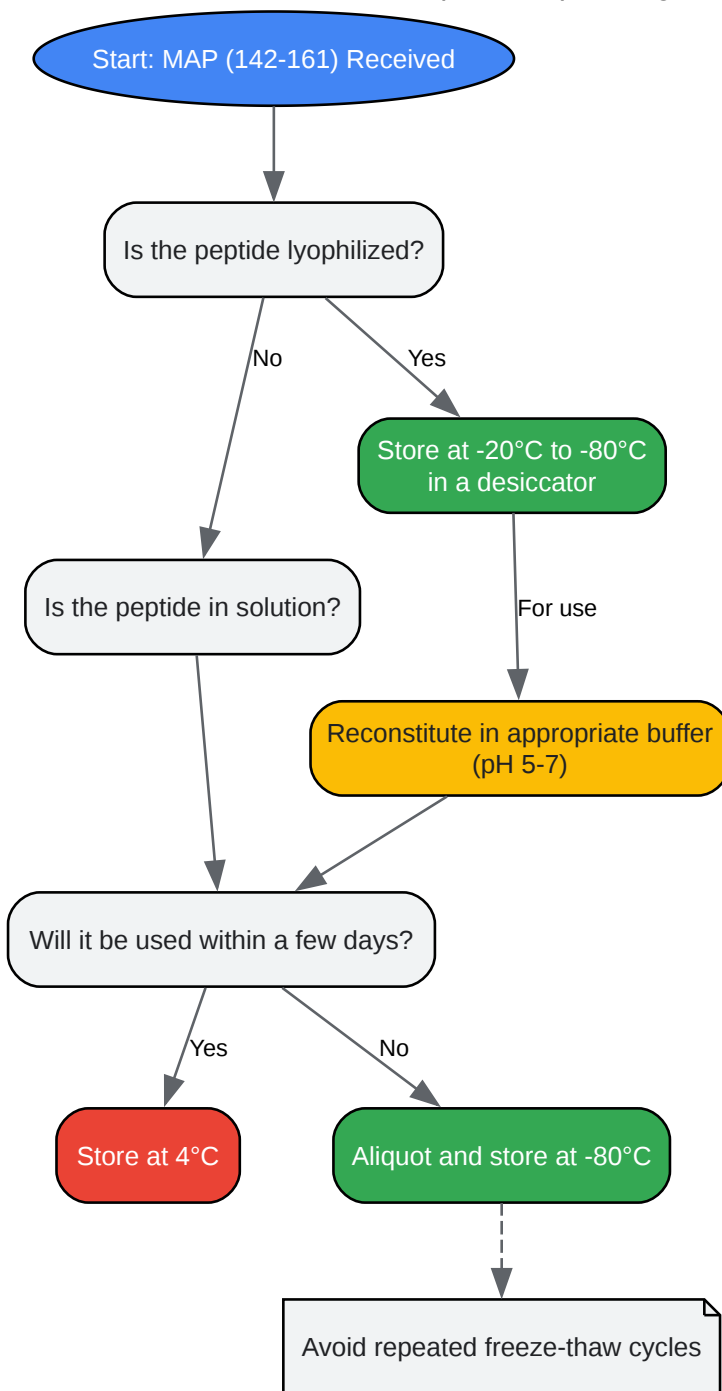 Start: MAP (142-161) Received
Is the peptide lyophilized?
No
Yes
Store at -20°C to -80°C
in a desiccator
Is the peptide in solution?
For use
Reconstitute in appropriate buffer
(pH 5-7)
Will it be used within a few days?
Yes
No
Store at 4°C
Aliquot and store at -80°C
Avoid repeated freeze-thaw cycles